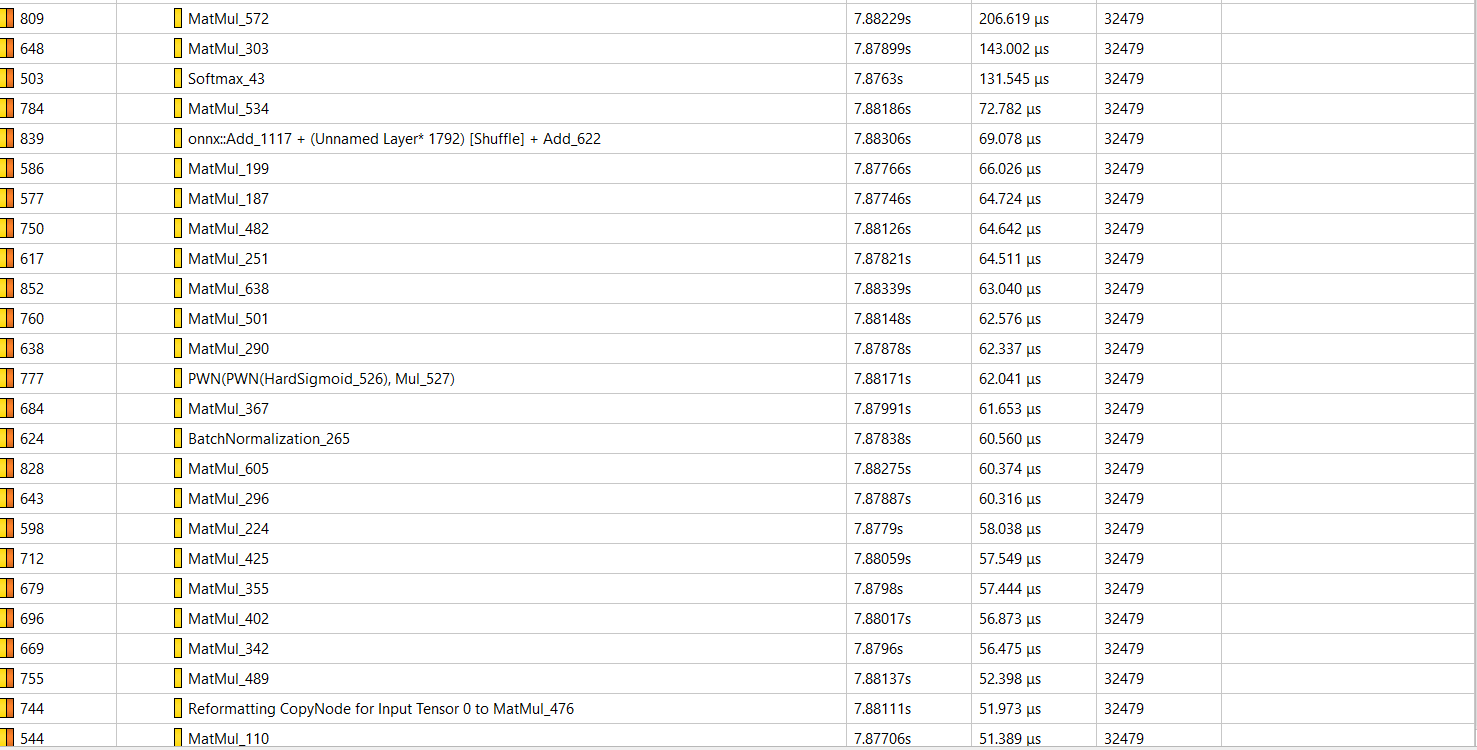 809 MatMul_572 7.88229s 206.619 μs 32479
648 MatMul_303 7.87899s 143.002 μs 32479
503 Softmax_43 7.8763s 131.545 μs 32479
784 MatMul_534 7.88186s 72.782 μs 32479
839 onnx::Add_1117 + (Unnamed Layer* 1792) [Shuffle] + Add_622 7.88306s 69.078 μs 32479
586 MatMul_199 7.87766s 66.026 μs 32479
577 MatMul_187 7.87746s 64.724 μs 32479
750 MatMul_482 7.88126s 64.642 μs 32479
617 MatMul_251 7.87821s 64.511 μs 32479
852 MatMul_638 7.88339s 63.040 μs 32479
760 MatMul_501 7.88148s 62.576 μs 32479
638 MatMul_290 7.87878s 62.337 μs 32479
777 PWN(PWN(HardSigmoid_526), Mul_527) 7.88171s 62.041 μs 32479
684 MatMul_367 7.87991s 61.653 μs 32479
624 BatchNormalization_265 7.87838s 60.560 μs 32479
828 MatMul_605 7.88275s 60.374 μs 32479
643 MatMul_296 7.87887s 60.316 μs 32479
598 MatMul_224 7.8779s 58.038 μs 32479
712 MatMul_425 7.88059s 57.549 μs 32479
679 MatMul_355 7.8798s 57.444 μs 32479
696 MatMul_402 7.88017s 56.873 μs 32479
669 MatMul_342 7.8796s 56.475 μs 32479
755 MatMul_489 7.88137s 52.398 μs 32479
744 Reformatting CopyNode for Input Tensor 0 to MatMul_476 7.88111s 51.973 μs 32479
544 MatMul_110 7.87706s 51.389 μs 32479